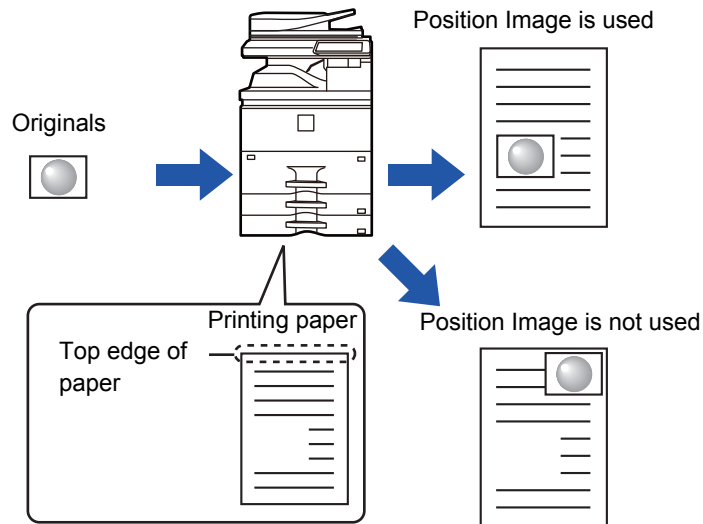 Position Image is used
Originals
Printing paper
Top edge of
paper
Position Image is not used